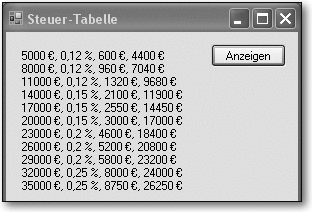 Steuer-Tabelle
Anzeigen
5000 €, 0,12 %, 600 €, 4400 €
8000 €, 0,12 %, 960 €, 7040 €
11000 €, 0,12 %, 1320 €, 9680 €
14000 €, 0,15 %, 2100 €, 11900 €
17000 €, 0,15 %, 2550 €, 14450 €
20000 €, 0,15 %, 3000 €, 17000 €
23000 €, 0,2 %, 4600 €, 18400 €
26000 €, 0,2 %, 5200 €, 20800 €
29000 €, 0,2 %, 5800 €, 23200 €
32000 €, 0,25 %, 8000 €, 24000 €
35000 €, 0,25 %, 8750 €, 26250 €